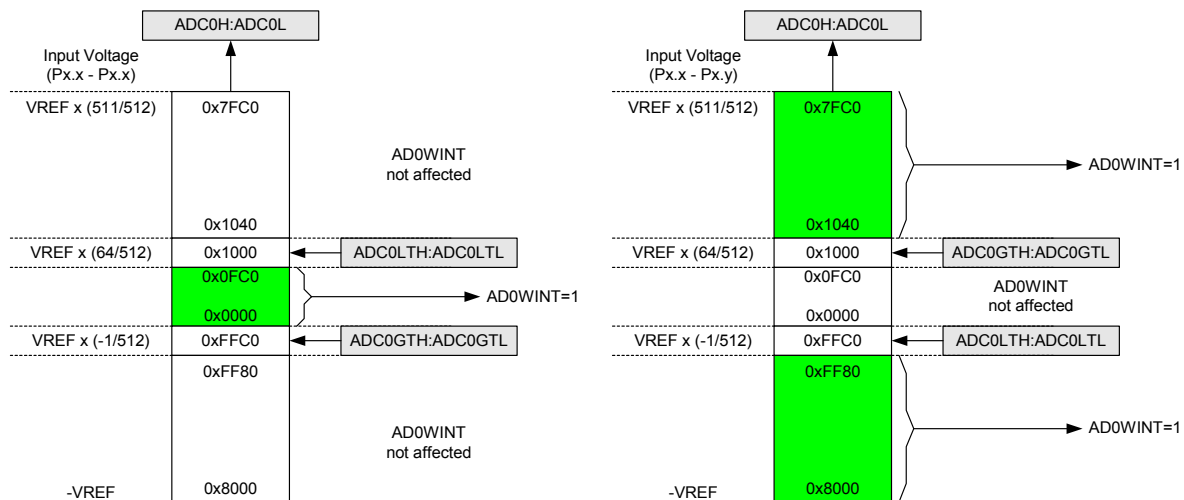 ADC0H:ADC0L
Input Voltage
(Px.x - Px.x)
VREF x (511/512)
0x7FC0
AD0WINT
not affected
0x1040
VREF x (64/512)
0x1000
ADC0LTH:ADC0LTL
0x0FC0
AD0WINT=1
0x0000
VREF x (-1/512)
0xFFC0
ADC0GTH:ADC0GTL
0xFF80
AD0WINT
not affected
-VREF
0x8000
ADC0H:ADC0L
Input Voltage
(Px.x - Px.y)
VREF x (511/512)
0x7FC0
AD0WINT=1
0x1040
VREF x (64/512)
0x1000
ADC0GTH:ADC0GTL
0x0FC0
AD0WINT
not affected
0x0000
VREF x (-1/512)
0xFFC0
ADC0LTH:ADC0LTL
0xFF80
AD0WINT=1
-VREF
0x8000